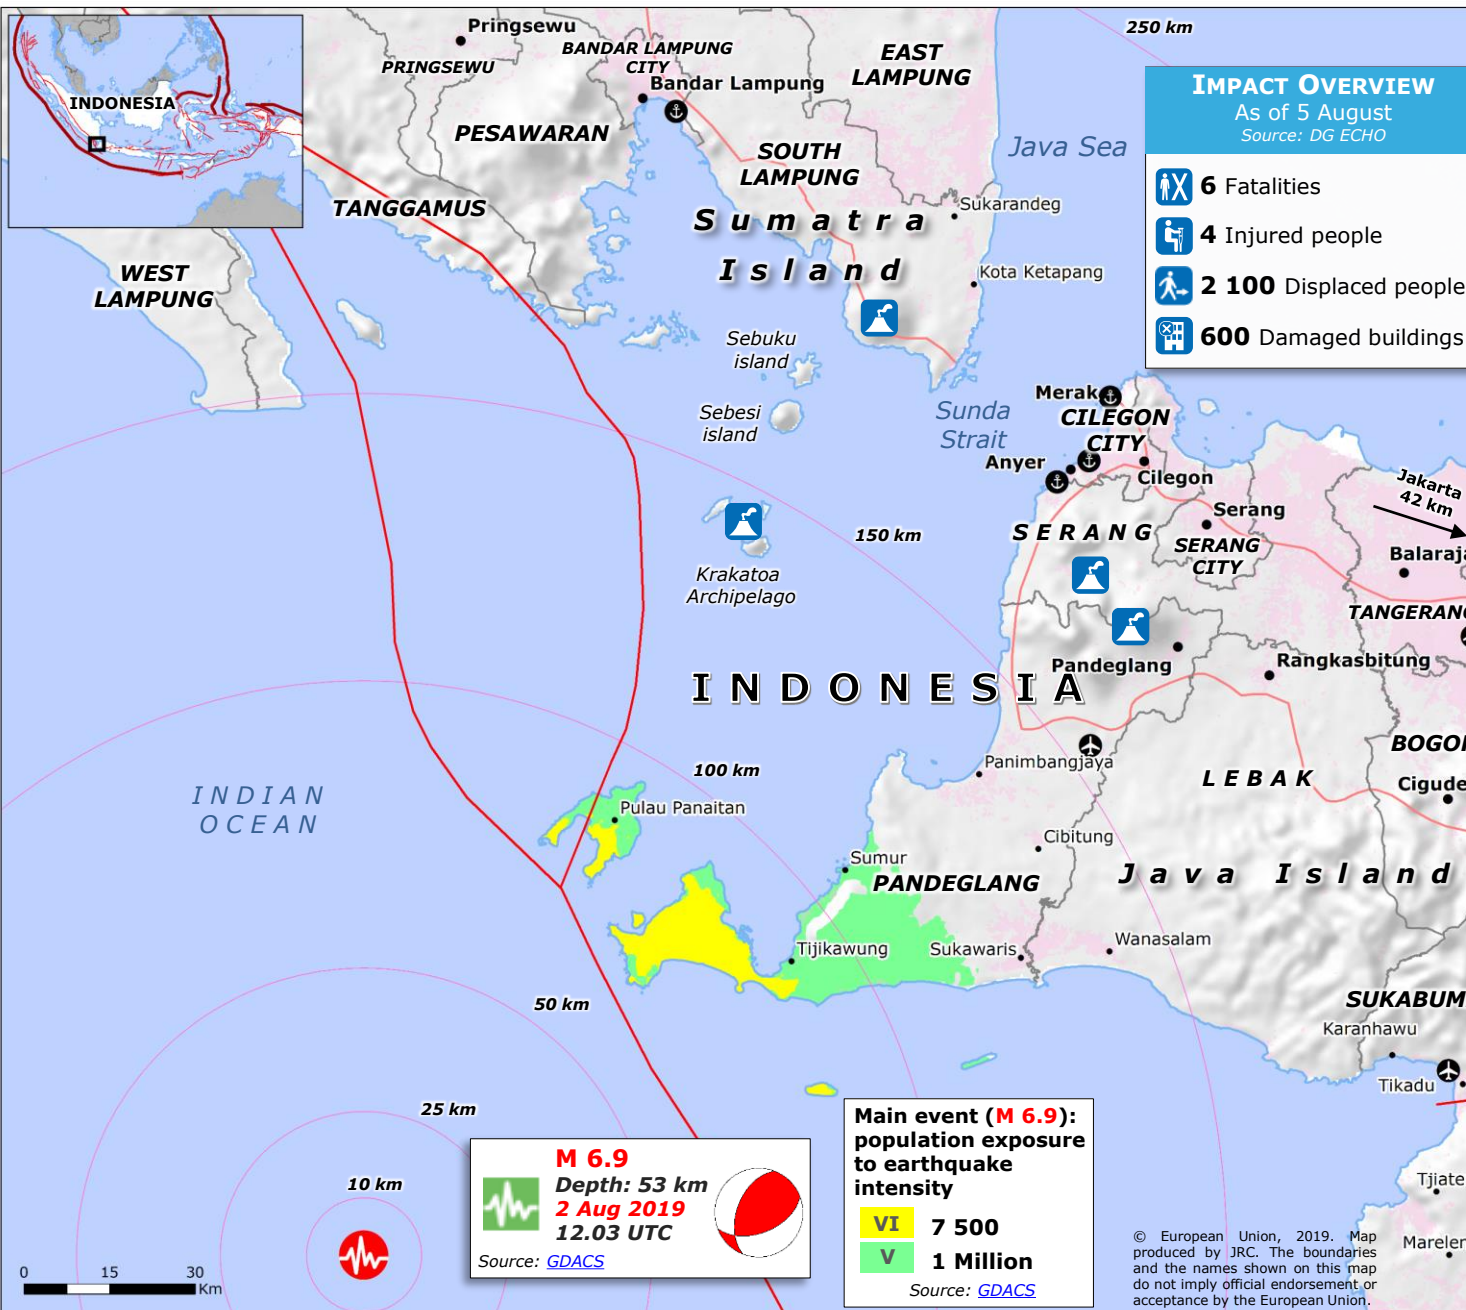 INDONESIA
Pringsewu
PRINGSEWU
BANDAR LAMPUNG
CITY
Bandar Lampung
EAST
LAMPUNG
250 km
PESAWARAN
SOUTH
LAMPUNG
Java Sea
TANGGAMUS
Sumatra
Island
Sukarandeg
Kota Ketapang
WEST
LAMPUNG
IMPACT OVERVIEW
As of 5 August
Source: DG ECHO
6 Fatalities
4 Injured people
2 100 Displaced people
600 Damaged buildings
Sebuku
island
Sebesi
island
Sunda
Strait
Merak
CILEGON
CITY
Anyer
Cilegon
Jakarta
42 km
150 km
SERANG
Serang
SERANG
CITY
Balaraj
Krakatoa
Archipelago
TANGERANG
Pandeglang
Rangkasbitung
INDONESIA
BOGO
100 km
Panimbangjaya
LEBAK
Cigude
INDIAN
OCEAN
Pulau Panaitan
Cibitung
Sumur
PANDEGLANG
Java Island
Tijikawung
Sukawaris
Wanasalam
50 km
SUKABUM
Karanhawu
Tikadu
25 km
10 km
M 6.9
Depth: 53 km
2 Aug 2019
12.03 UTC
Source: GDACS
Main event (M 6.9):
population exposure
to earthquake
intensity
VI 7 500
V 1 Million
Source: GDACS
Tjiate
Marelen
© European Union, 2019. Map
produced by JRC. The boundaries
and the names shown on this map
do not imply official endorsement or
acceptance by the European Union.
0 15 30
Km